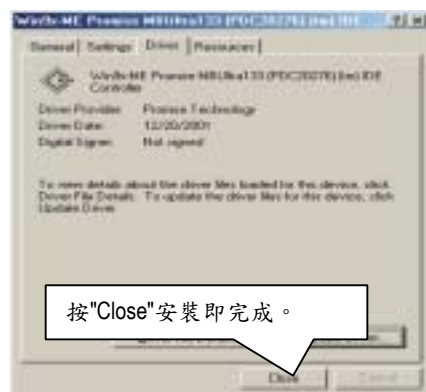 Win9x-ME Promise MBUltra133 (PDC20276) (tm) IDE
General Settings Driver Resources
Win9x-ME Promise MBUltra133 (PDC20276) (tm) IDE
Controller
Driver Provider: Promise Technology
Driver Date: 12/20/2001
Digital Signer: Not signed
To view details about the driver files loaded for this device, click
Driver File Details. To update the driver files for this device, click
Update Driver.
按"Close"安裝即完成。
Close Cancel